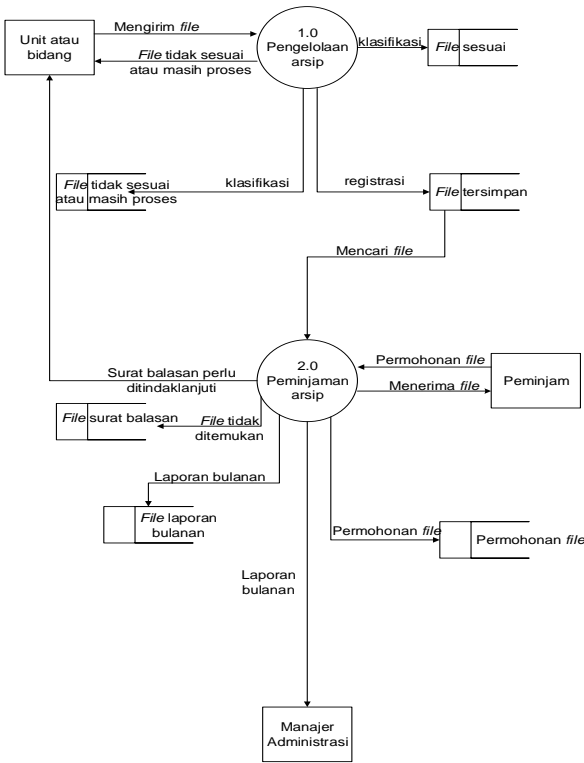 Mengirim file
1.0
Pengelolaan
arsip
Unit atau
bidang
klasifikasi
File sesuai
File tidak sesuai
atau masih proses
File tidak sesuai
atau masih proses
klasifikasi
registrasi
File tersimpan
Mencari file
Surat balasan perlu
ditindaklanjuti
2.0
Peminjaman
arsip
Permohonan file
Menerima file
Peminjam
File surat balasan
File tidak
ditemukan
Laporan bulanan
File laporan
bulanan
Permohonan file
Permohonan file
Laporan
bulanan
Manajer
Administrasi